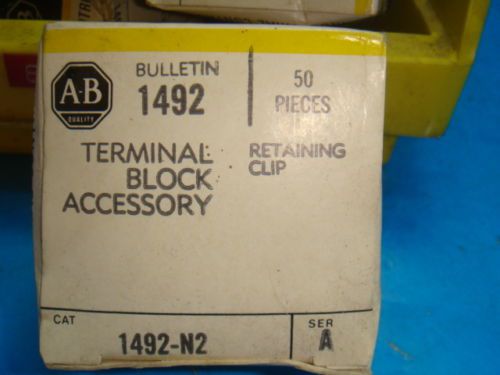 A-B
QUALITY
BULLETIN
1492
50
PIECES
TERMINAL
BLOCK
ACCESSORY
RETAINING
CLIP
CAT
1492-N2
SER
A